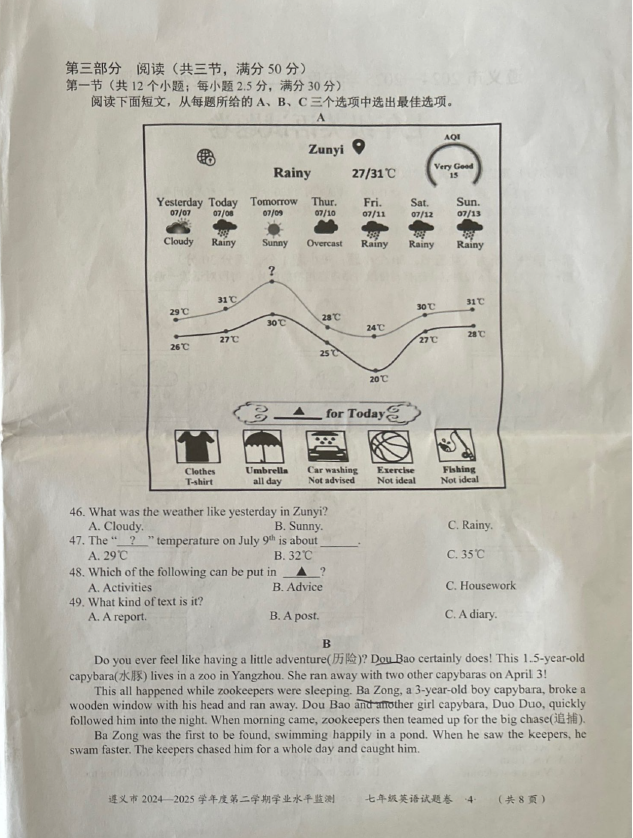 第三部分 阅读（共三节，满分 50 分）
第一节（共 12 个小题；每小题 2.5 分，满分 30 分）
阅读下面短文，从每题所给的 A、B、C 三个选项中选出最佳选项。
A
AQI
Zunyi
Very Good
15
Rainy 27/31℃
Yesterday Today Tomorrow Thur. Fri. Sat. Sun.
07/07 07/08 07/09 07/10 07/11 07/12 07/13
Cloudy Rainy Sunny Overcast Rainy Rainy Rainy
?
29℃ 31℃ 28℃ 24℃ 30℃ 31℃
26℃ 27℃ 30℃ 25℃ 20℃ 27℃ 28℃
▲ for Today
Clothes Umbrella Car washing Exercise Fishing
T-shirt all day Not advised Not ideal Not ideal
46. What was the weather like yesterday in Zunyi?
A. Cloudy. B. Sunny. C. Rainy.
47. The “ ? ” temperature on July 9th is about ______.
A. 29℃ B. 32℃ C. 35℃
48. Which of the following can be put in ▲ ?
A. Activities B. Advice C. Housework
49. What kind of text is it?
A. A report. B. A post. C. A diary.
B
Do you ever feel like having a little adventure(历险)? Dou Bao certainly does! This 1.5-year-old
capybara(水豚) lives in a zoo in Yangzhou. She ran away with two other capybaras on April 3!
This all happened while zookeepers were sleeping. Ba Zong, a 3-year-old boy capybara, broke a
wooden window with his head and ran away. Dou Bao and another girl capybara, Duo Duo, quickly
followed him into the night. When morning came, zookeepers then teamed up for the big chase(追捕).
Ba Zong was the first to be found, swimming happily in a pond. When he saw the keepers, he
swam faster. The keepers chased him for a whole day and caught him.
遵义市 2024—2025 学年度第二学期学业水平监测 七年级英语试题卷 ·4· （共 8 页）